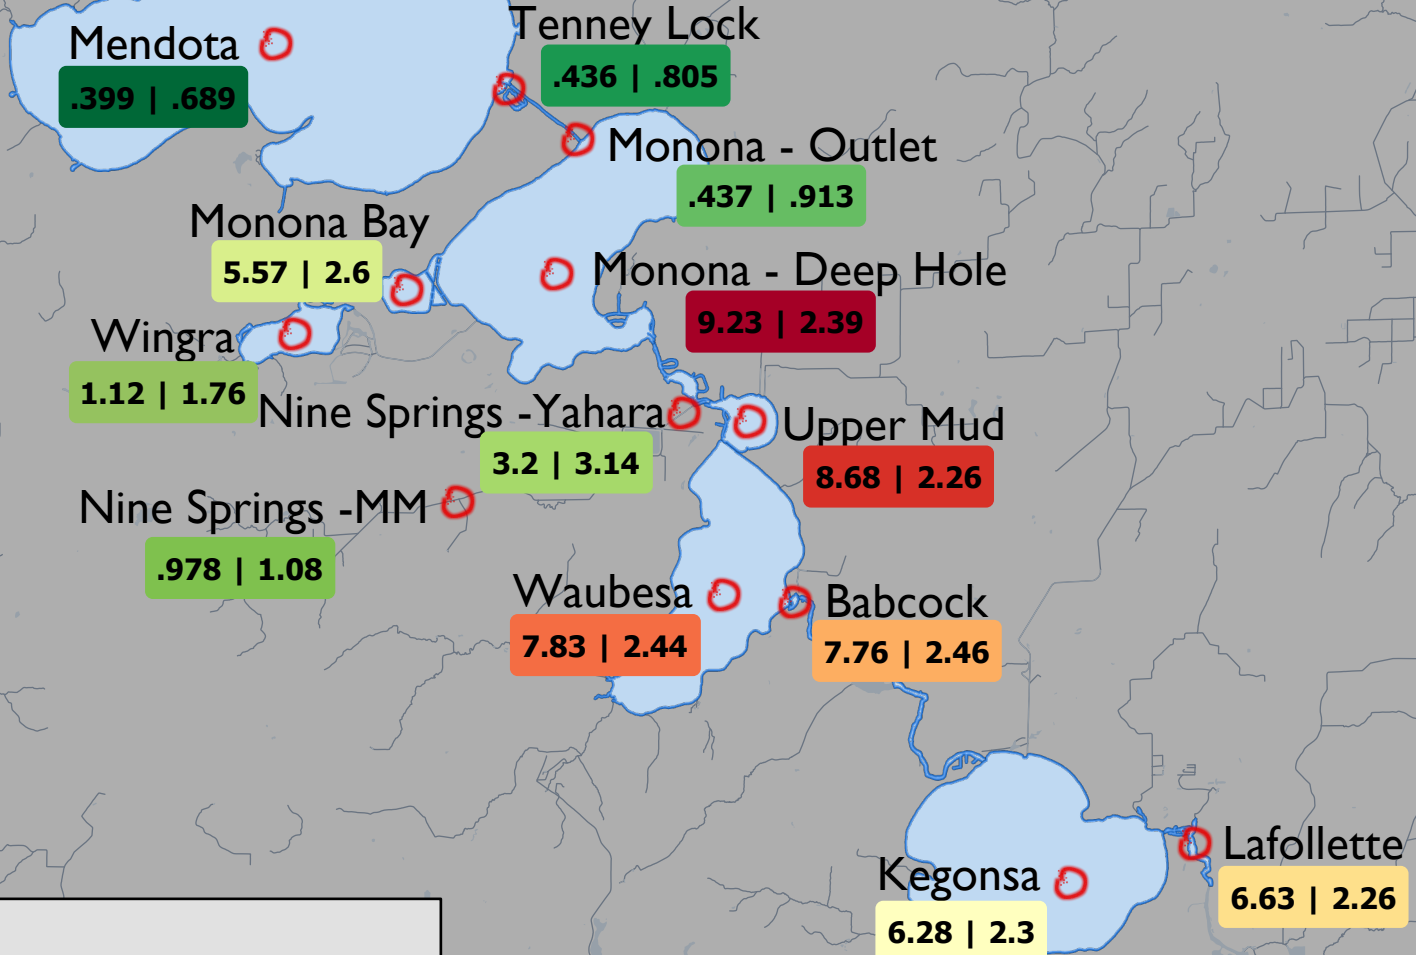 Tenney Lock
Mendota
.436 | .805
.399 | .689
Monona - Outlet
.437 | .913
Monona Bay
5.57 | 2.6
Monona - Deep Hole
9.23 | 2.39
Wingra
1.12 | 1.76
Nine Springs -Yahara
Upper Mud
3.2 | 3.14
8.68 | 2.26
Nine Springs -MM
.978 | 1.08
Waubesa
Babcock
7.83 | 2.44
7.76 | 2.46
Lafollette
Kegonsa
6.63 | 2.26
6.28 | 2.3